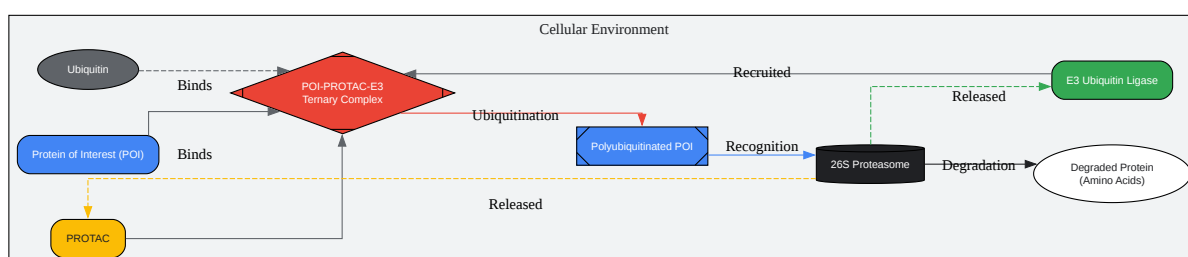 Cellular Environment
Ubiquitin
Binds
POI-PROTAC-E3
Ternary Complex
Recruited
E3 Ubiquitin Ligase
Released
Ubiquitination
Protein of Interest (POI)
Binds
Polyubiquitinated POI
Recognition
26S Proteasome
Degradation
Degraded Protein
(Amino Acids)
Released
PROTAC